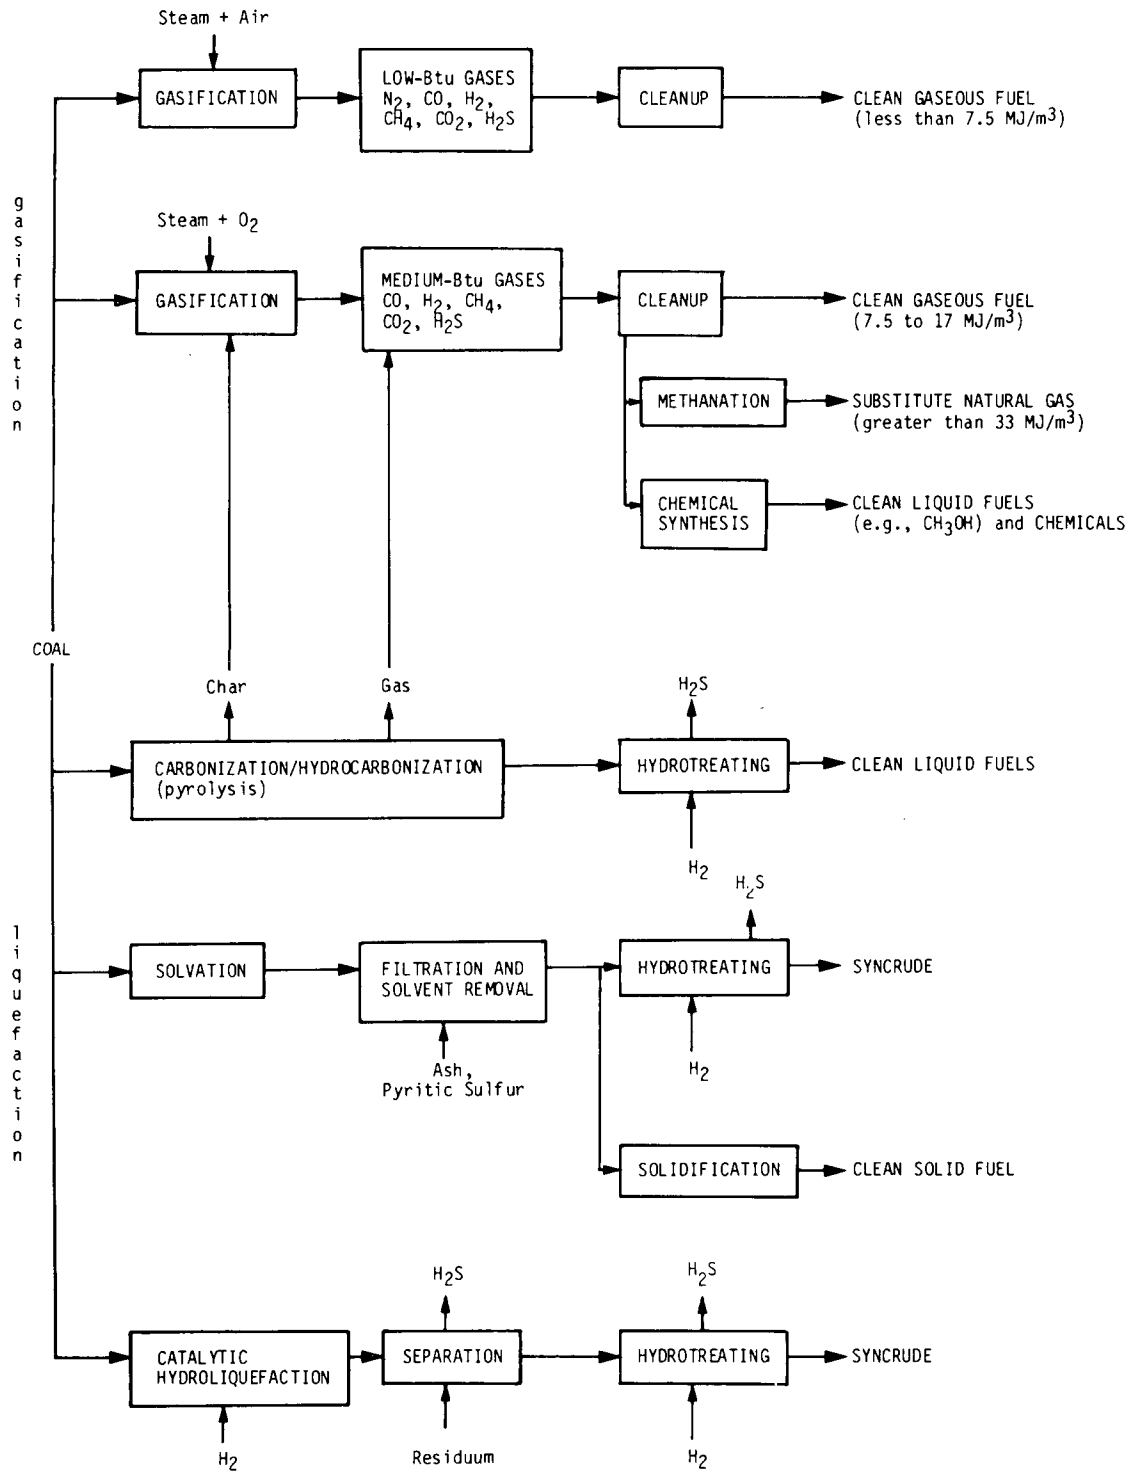 Steam + Air
GASIFICATION
LOW-Btu GASES
N2, CO, H2,
CH4, CO2, H2S
CLEANUP
CLEAN GASEOUS FUEL
(less than 7.5 MJ/m3)
gasification
Steam + O2
GASIFICATION
MEDIUM-Btu GASES
CO, H2, CH4,
CO2, H2S
CLEANUP
CLEAN GASEOUS FUEL
(7.5 to 17 MJ/m3)
METHANATION
SUBSTITUTE NATURAL GAS
(greater than 33 MJ/m3)
CHEMICAL
SYNTHESIS
CLEAN LIQUID FUELS
(e.g., CH3OH) and CHEMICALS
COAL
Char
Gas
H2S
CARBONIZATION/HYDROCARBONIZATION
(pyrolysis)
HYDROTREATING
CLEAN LIQUID FUELS
H2
H2S
liquefaction
SOLVATION
FILTRATION AND
SOLVENT REMOVAL
HYDROTREATING
SYNCRUDE
Ash,
Pyritic Sulfur
H2
SOLIDIFICATION
CLEAN SOLID FUEL
H2S
H2S
CATALYTIC
HYDROLIQUEFACTION
SEPARATION
HYDROTREATING
SYNCRUDE
H2
Residuum
H2